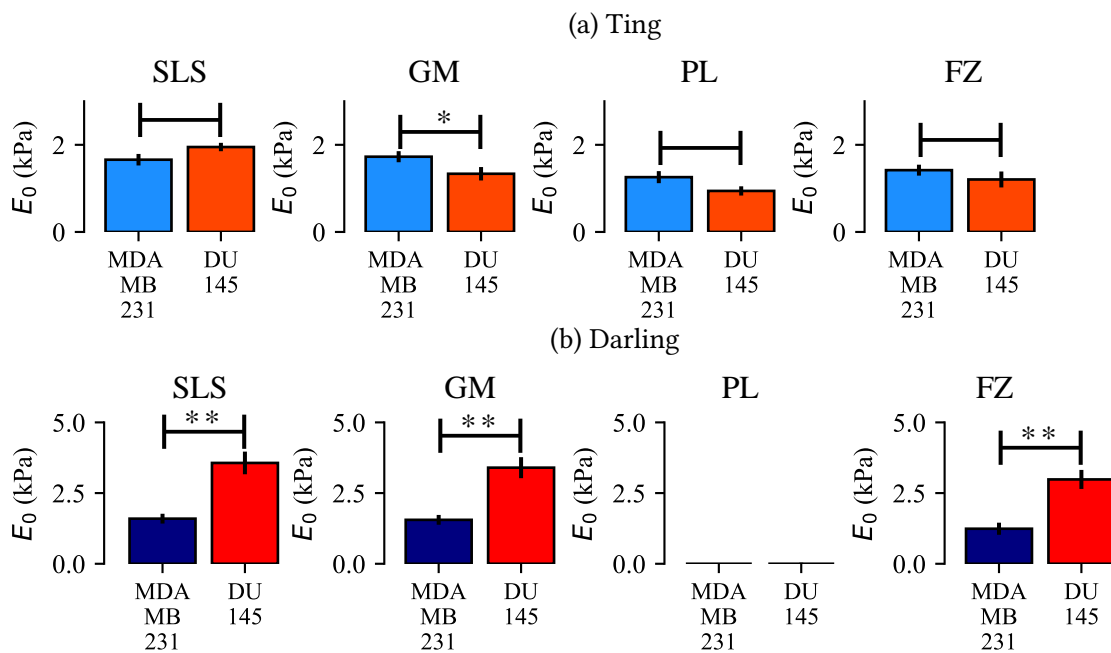 (a) Ting
SLS GM PL FZ
E₀ (kPa) 2 0 * E₀ (kPa) 2 0 E₀ (kPa) 2 0 E₀ (kPa) 2 0
MDA DU MDA DU MDA DU MDA DU
MB 145 MB 145 MB 145 MB 145
231 231 231 231
(b) Darling
SLS GM PL FZ
E₀ (kPa) 5.0 2.5 0.0 ** E₀ (kPa) 5.0 2.5 0.0 ** E₀ (kPa) 5.0 2.5 0.0 E₀ (kPa) 5.0 2.5 0.0 **
MDA DU MDA DU MDA DU MDA DU
MB 145 MB 145 MB 145 MB 145
231 231 231 231